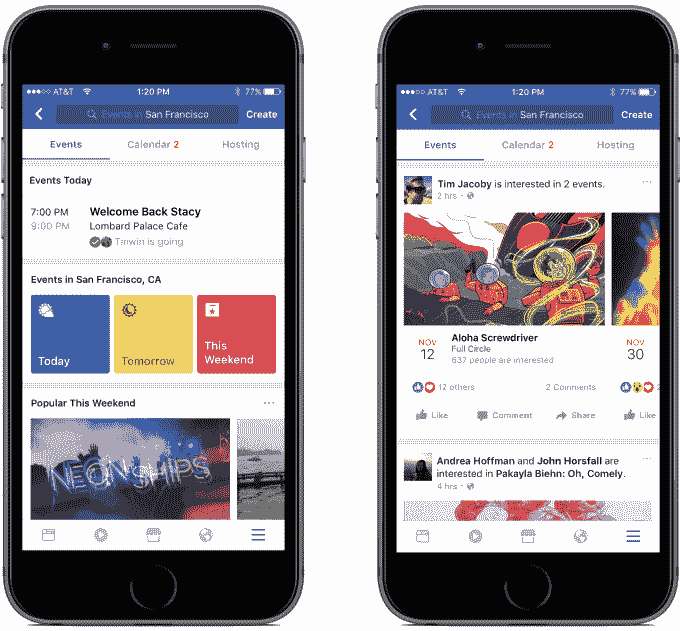 AT&T 1:20 PM 77%
Events in San Francisco Create
Events Calendar 2 Hosting
Events Today
7:00 PM Welcome Back Stacy
9:00 PM Lombard Palace Cafe
Tinwin is going
Events in San Francisco, CA
Today
Tomorrow
This
Weekend
Popular This Weekend
NEON SHIPS
AT&T 1:20 PM 77%
Events in San Francisco Create
Events Calendar 2 Hosting
Tim Jacoby is interested in 2 events.
2 hrs
NOV
12
Aloha Screwdriver
Full Circle
637 people are interested
NOV
30
12 others 2 Comments
Like Comment Share Like
Andrea Hoffman and John Horsfall are
interested in Pakayla Biehn: Oh, Comely.
4 hrs